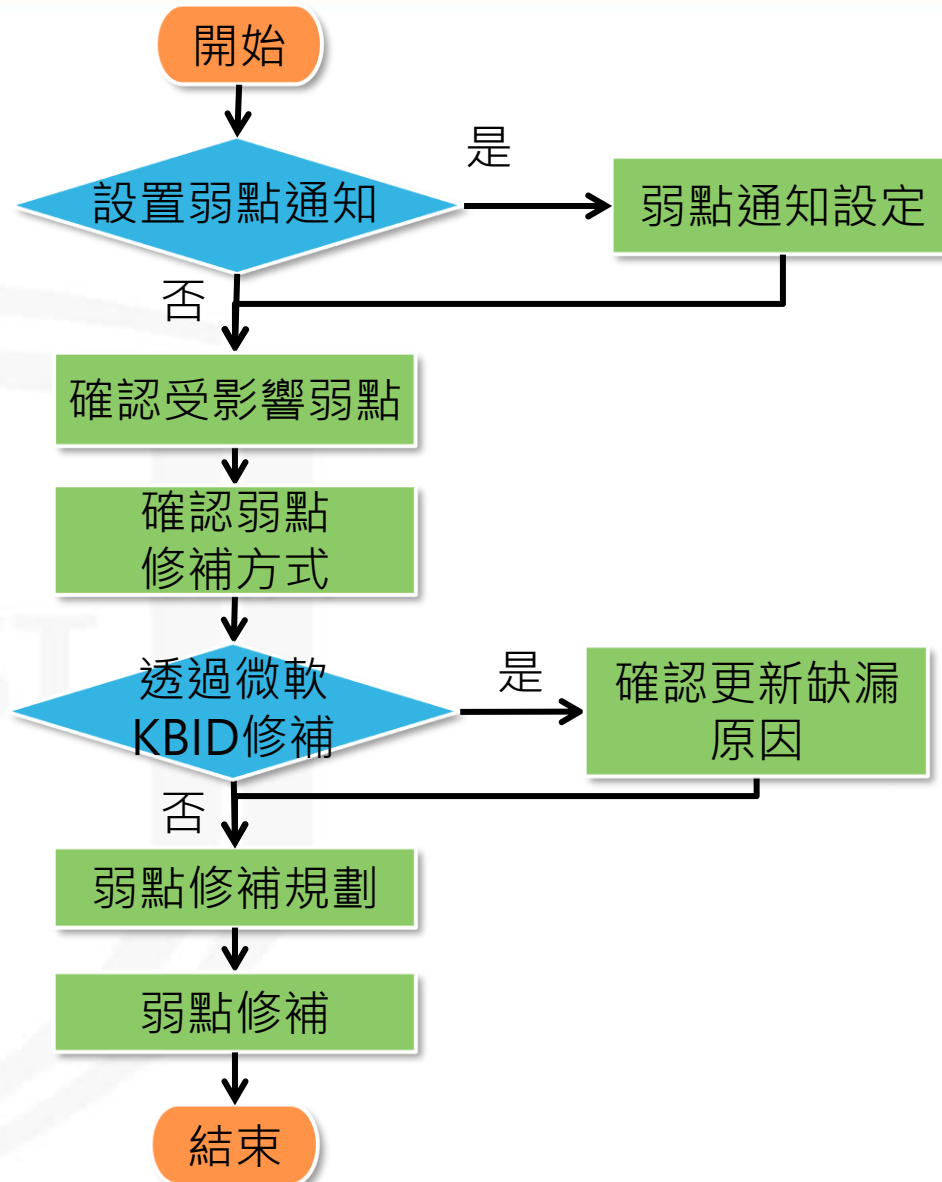 開始
設置弱點通知
是
弱點通知設定
否
確認受影響弱點
確認弱點
修補方式
透過微軟
KBID修補
是
確認更新缺漏
原因
否
弱點修補規劃
弱點修補
結束